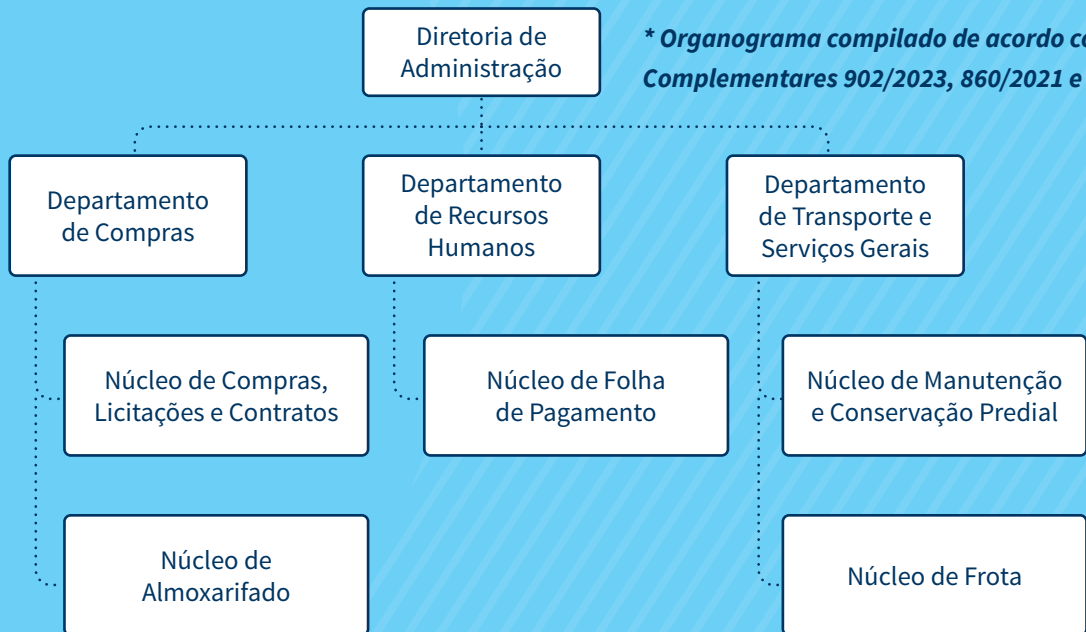 Diretoria de
Administração
* Organograma compilado de acordo
Complementares 902/2023, 860/2021 e
Departamento
de Compras
Departamento
de Recursos
Humanos
Departamento
de Transporte e
Serviços Gerais
Núcleo de Compras,
Licitações e Contratos
Núcleo de Folha
de Pagamento
Núcleo de Manutenção
e Conservação Predial
Núcleo de
Almoxarifado
Núcleo de Frota